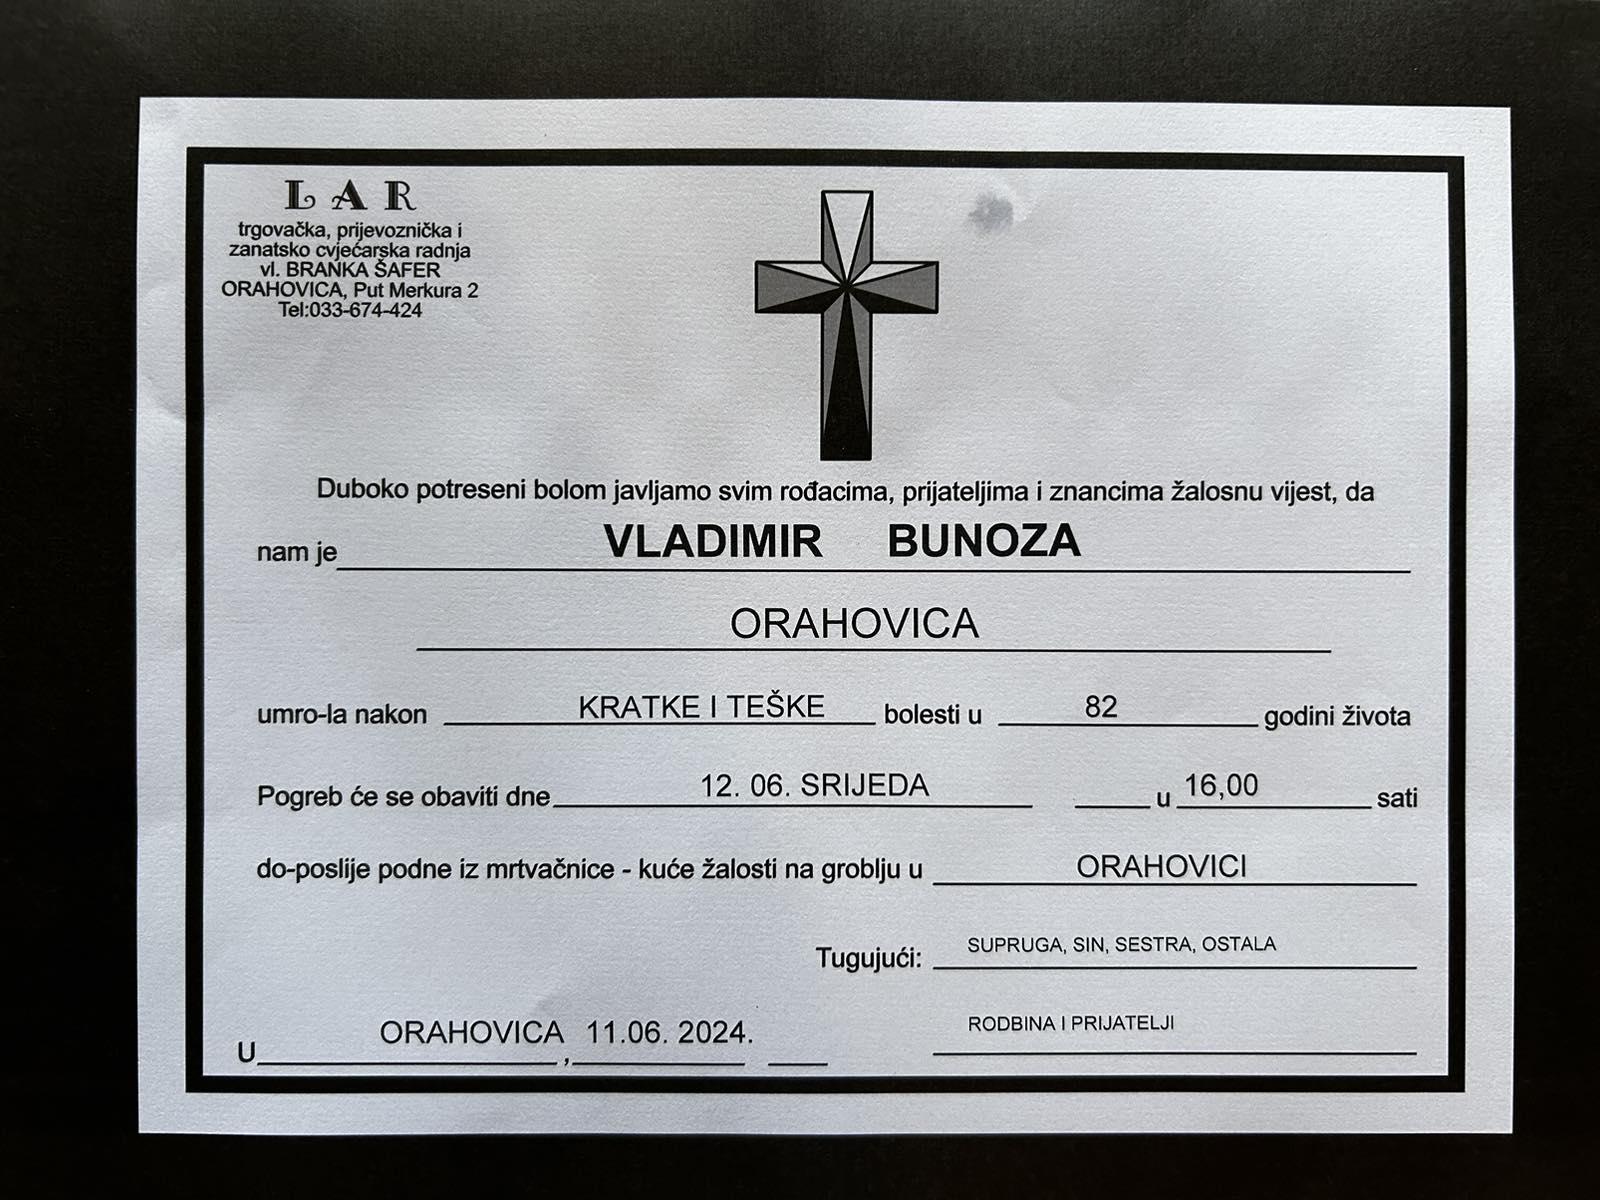 LAR
trgovačka, prijevoznička i
zanatsko cvjećarska radnja
vl. BRANKA ŠAFER
ORAHOVICA, Put Merkura 2
Tel:033-674-424
Duboko potreseni bolom javljamo svim rođacima, prijateljima i znancima žalosnu vijest, da
nam je VLADIMIR BUNOZA
ORAHOVICA
umro-la nakon KRATKE I TEŠKE bolesti u 82 godini života
Pogreb će se obaviti dne 12. 06. SRIJEDA u 16,00 sati
do-poslije podne iz mrtvačnice - kuće žalosti na groblju u ORAHOVICI
Tugujući: SUPRUGA, SIN, SESTRA, OSTALA
RODBINA I PRIJATELJI
U ORAHOVICA, 11.06. 2024.